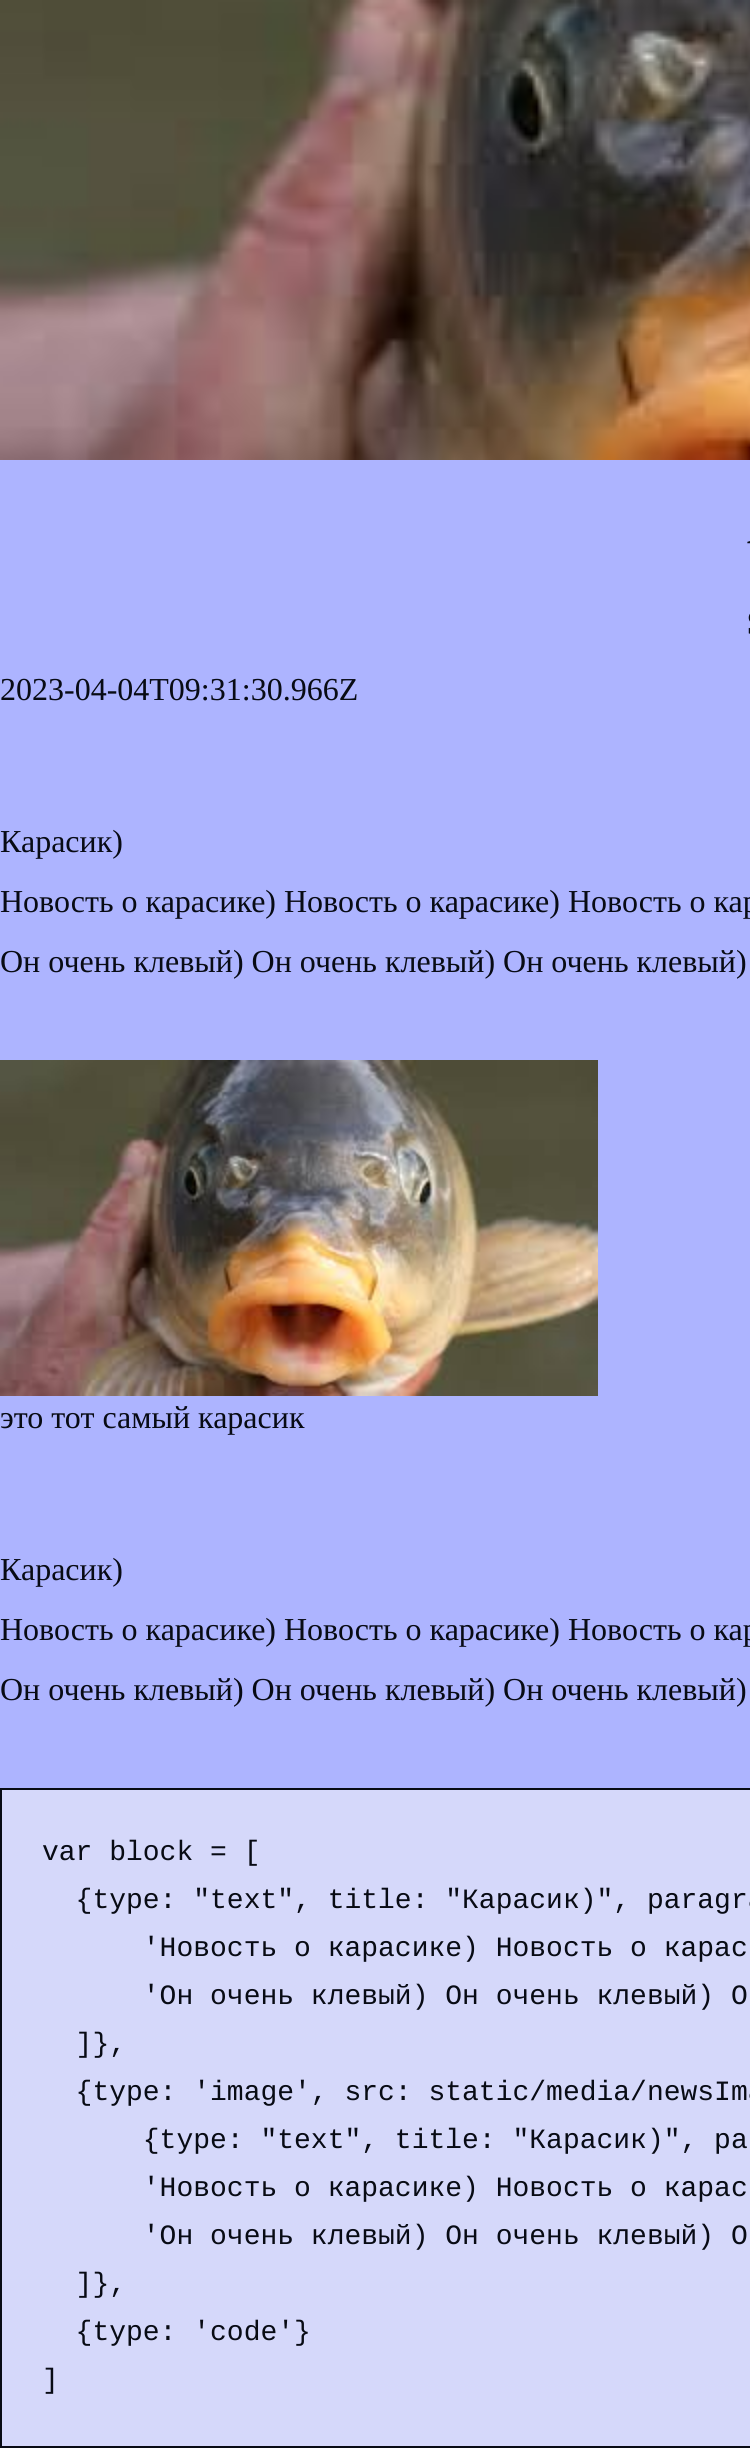 2023-04-04T09:31:30.966Z
Карасик)
Новость о карасике) Новость о карасике) Новость о кар
Он очень клевый) Он очень клевый) Он очень клевый)
это тот самый карасик
Карасик)
Новость о карасике) Новость о карасике) Новость о кар
Он очень клевый) Он очень клевый) Он очень клевый)
var block = [
{type: "text", title: "Карасик)", paragra
'Новость о карасике) Новость о карас
'Он очень клевый) Он очень клевый) О
]},
{type: 'image', src: static/media/newsIma
{type: "text", title: "Карасик)", pa
'Новость о карасике) Новость о карас
'Он очень клевый) Он очень клевый) О
]},
{type: 'code'}
]